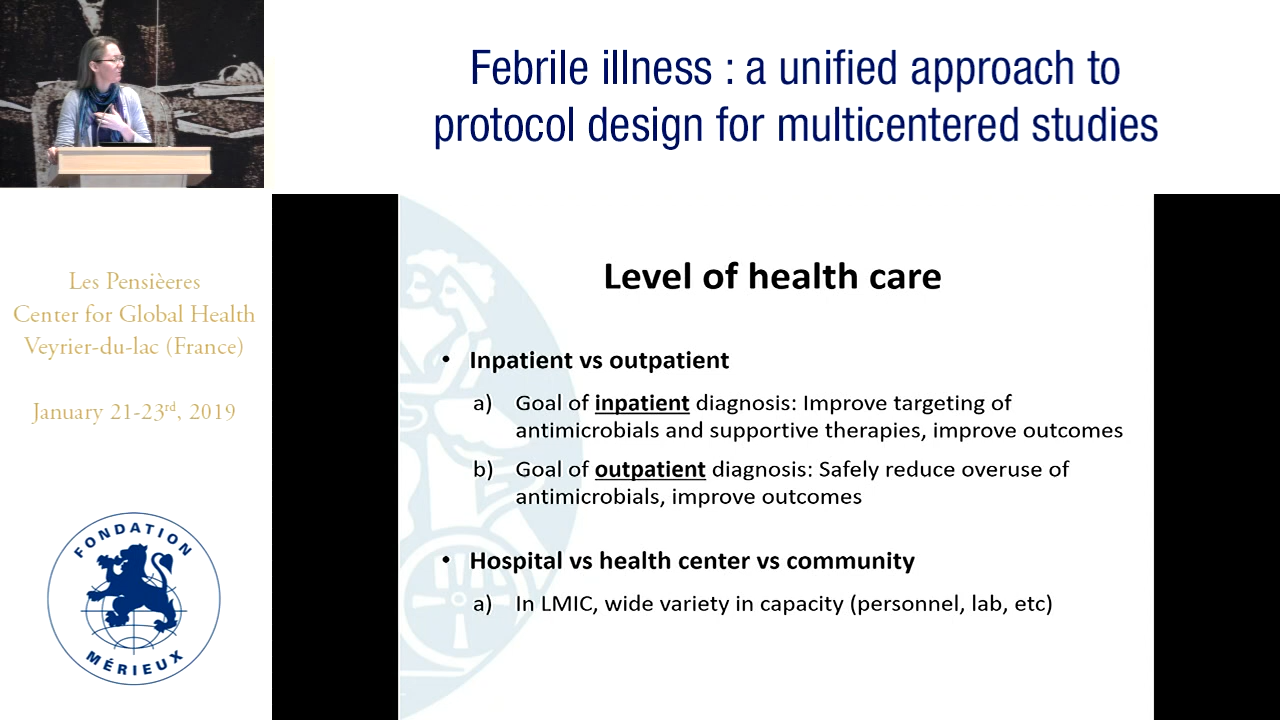 Febrile illness : a unified approach to
protocol design for multicentered studies
Les Pensièeres
Center for Global Health
Veyrier-du-lac (France)
January 21-23rd, 2019
FONDATION
MÉRIEUX
Level of health care
• Inpatient vs outpatient
a) Goal of inpatient diagnosis: Improve targeting of
antimicrobials and supportive therapies, improve outcomes
b) Goal of outpatient diagnosis: Safely reduce overuse of
antimicrobials, improve outcomes
• Hospital vs health center vs community
a) In LMIC, wide variety in capacity (personnel, lab, etc)